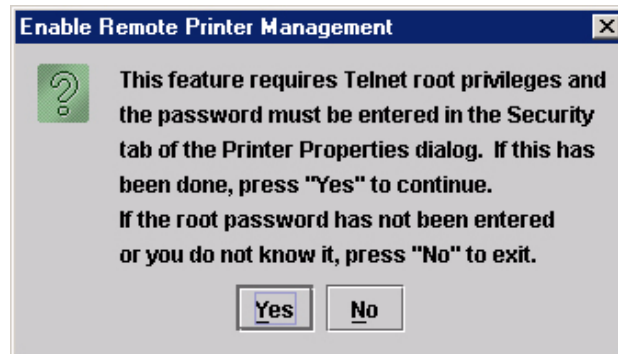 Enable Remote Printer Management
This feature requires Telnet root privileges and
the password must be entered in the Security
tab of the Printer Properties dialog.  If this has
been done, press "Yes" to continue.
If the root password has not been entered
or you do not know it, press "No" to exit.
Yes No